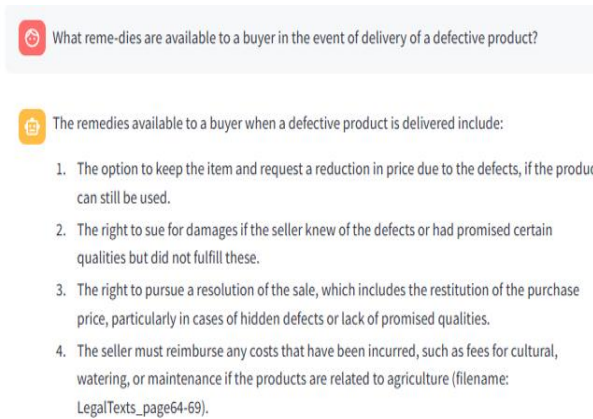 What reme-dies are available to a buyer in the event of delivery of a defective product?
The remedies available to a buyer when a defective product is delivered include:
1. The option to keep the item and request a reduction in price due to the defects, if the produc
can still be used.
2. The right to sue for damages if the seller knew of the defects or had promised certain
qualities but did not fulfill these.
3. The right to pursue a resolution of the sale, which includes the restitution of the purchase
price, particularly in cases of hidden defects or lack of promised qualities.
4. The seller must reimburse any costs that have been incurred, such as fees for cultural,
watering, or maintenance if the products are related to agriculture (filename:
LegalTexts_page64-69).